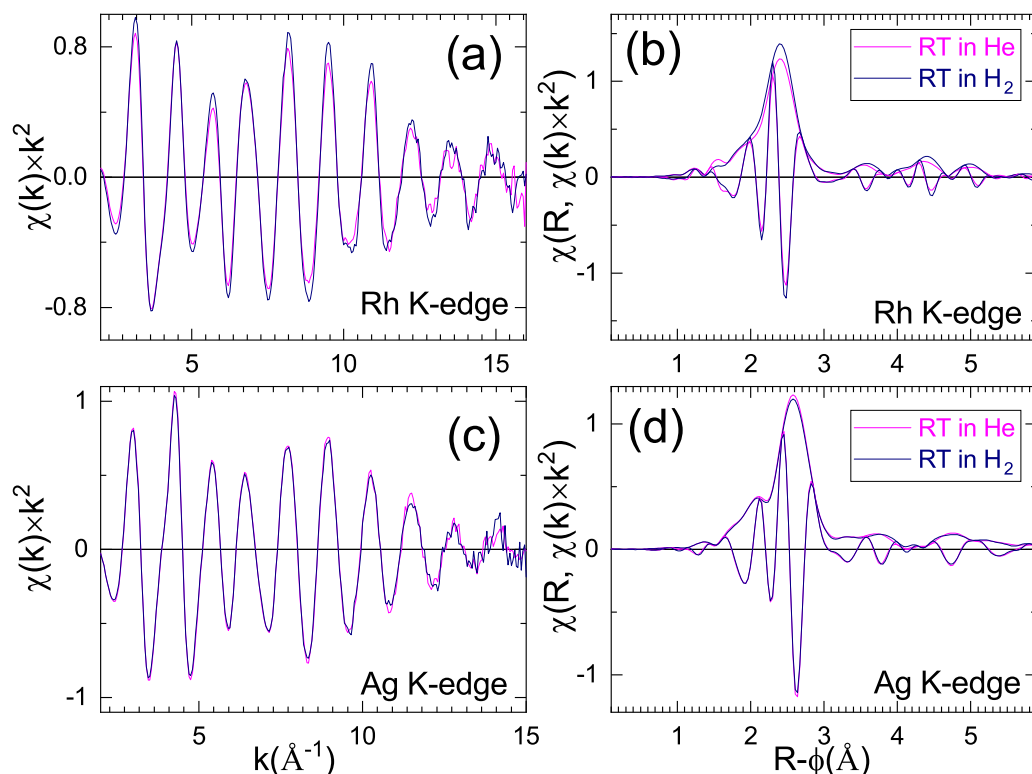 (a)
χ(k)×k²
0.8
0.0
-0.8
Rh K-edge
5
10
15
(b)
RT in He
RT in H₂
χ(R, χ(k)×k²)
1
0
-1
Rh K-edge
1 2 3 4 5
(c)
χ(k)×k²
1
0
-1
Ag K-edge
5
10
15
k(Å⁻¹)
(d)
RT in He
RT in H₂
χ(R, χ(k)×k²)
1
0
-1
Ag K-edge
1 2 3 4 5
R-ϕ(Å)